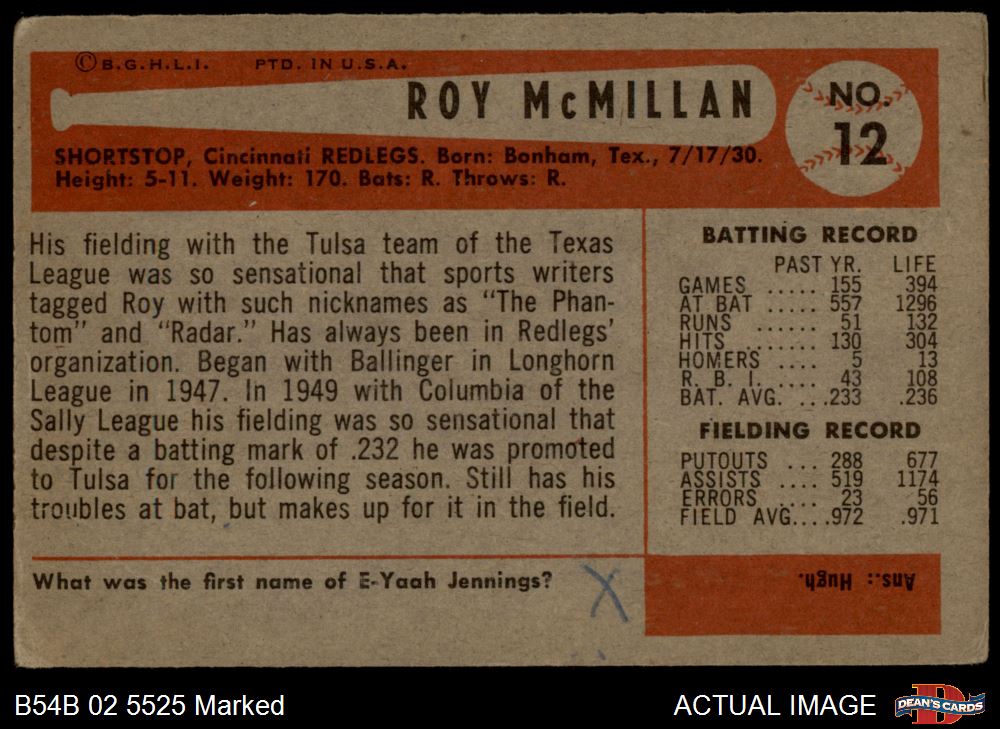 ©B.G.H.L.I. PTD. IN U.S.A.
ROY McMILLAN
NO.
12
SHORTSTOP, Cincinnati REDLEGS. Born: Bonham, Tex., 7/17/30.
Height: 5-11. Weight: 170. Bats: R. Throws: R.
His fielding with the Tulsa team of the Texas
League was so sensational that sports writers
tagged Roy with such nicknames as "The Phan-
tom" and "Radar." Has always been in Redlegs'
organization. Began with Ballinger in Longhorn
League in 1947. In 1949 with Columbia of the
Sally League his fielding was so sensational that
despite a batting mark of .232 he was promoted
to Tulsa for the following season. Still has his
troubles at bat, but makes up for it in the field.
BATTING RECORD
PAST YR. LIFE
GAMES ..... 155 394
AT BAT ..... 557 1296
RUNS ...... 51 132
HITS ....... 130 304
HOMERS .... 5 13
R. B. I. .... 43 108
BAT. AVG. ...233 .236
FIELDING RECORD
PUTOUTS ... 288 677
ASSISTS .... 519 1174
ERRORS .... 23 56
FIELD AVG....972 .971
What was the first name of E-Yaah Jennings?
X
Ans.: Hugh.
B54B 02 5525 Marked
ACTUAL IMAGE
D
DEAN'S CARDS